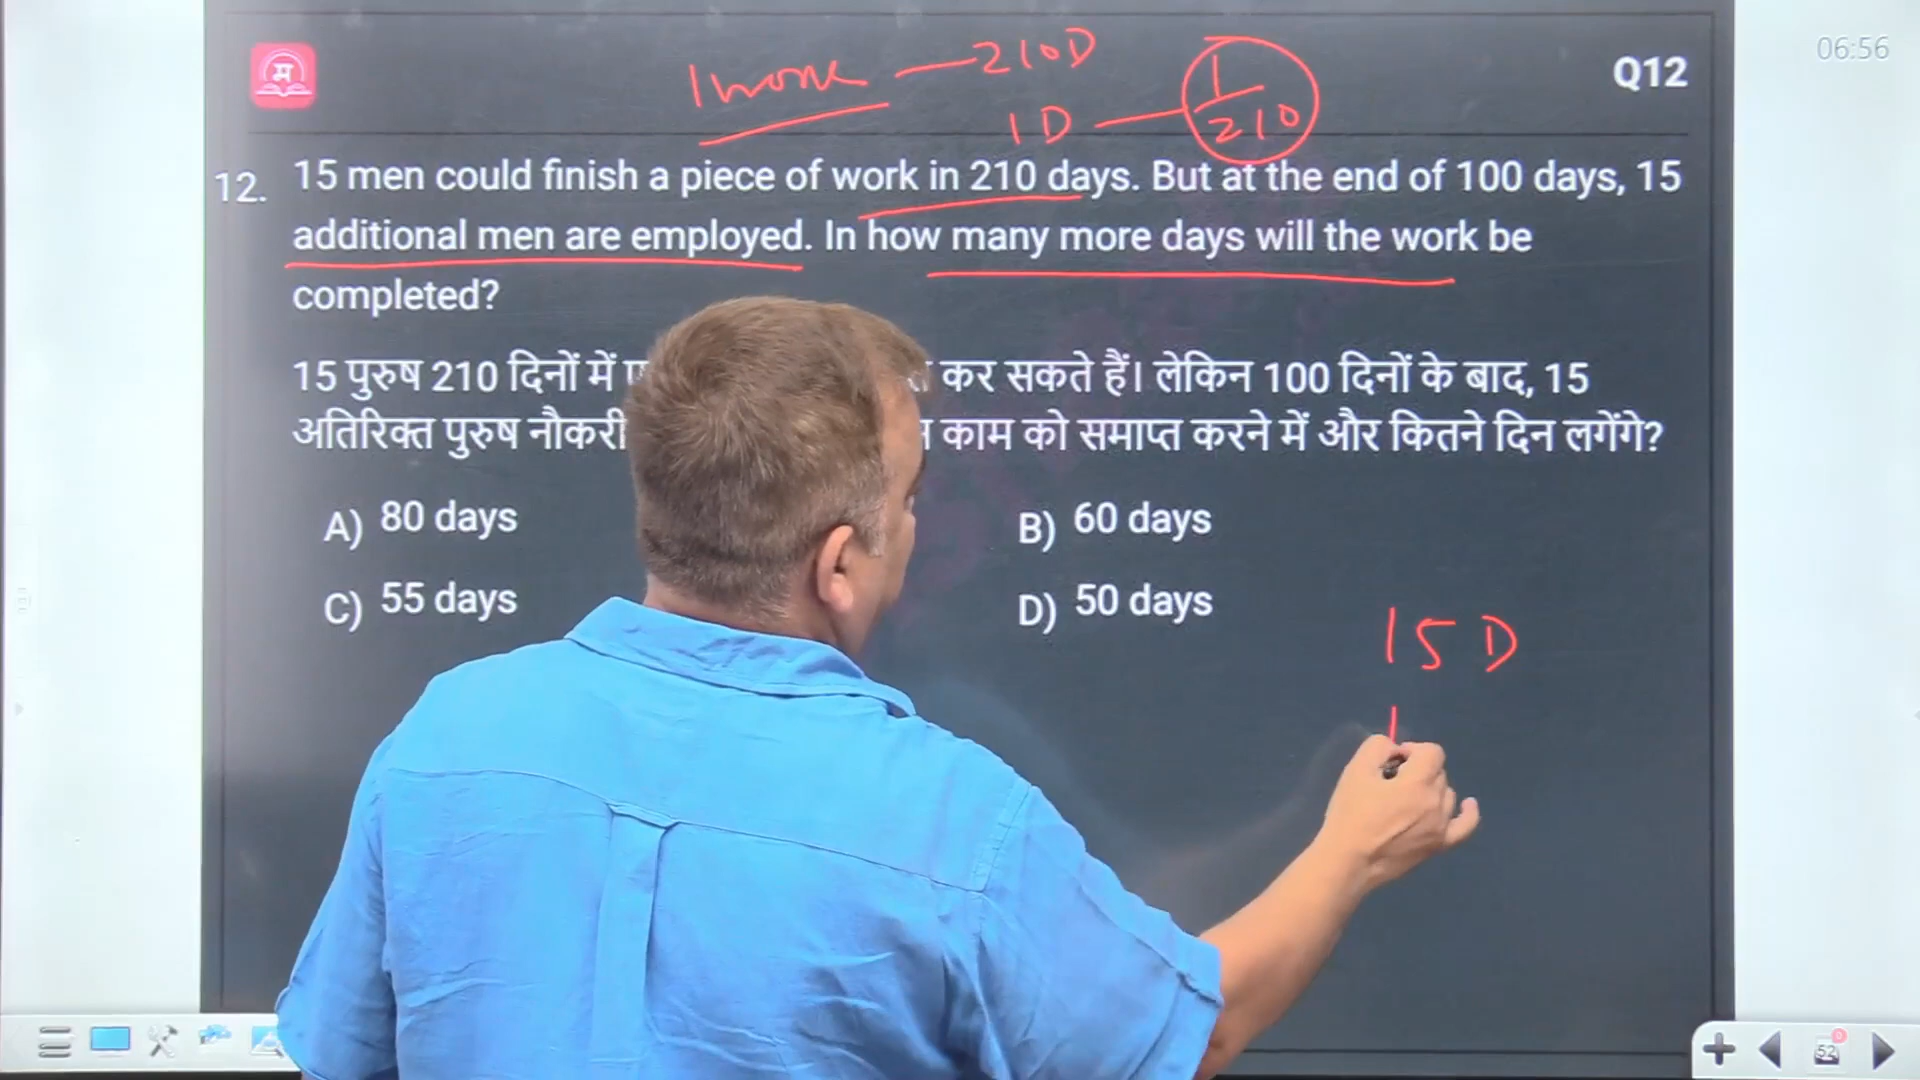 म
1 work — 210D
1D — 1/210
Q12
06:56
12. 15 men could finish a piece of work in 210 days. But at the end of 100 days, 15
additional men are employed. In how many more days will the work be
completed?
15 पुरुष 210 दिनों में कर सकते हैं। लेकिन 100 दिनों के बाद, 15
अतिरिक्त पुरुष नौकरी काम को समाप्त करने में और कितने दिन लगेंगे?
A) 80 days
B) 60 days
C) 55 days
D) 50 days
15 D
52